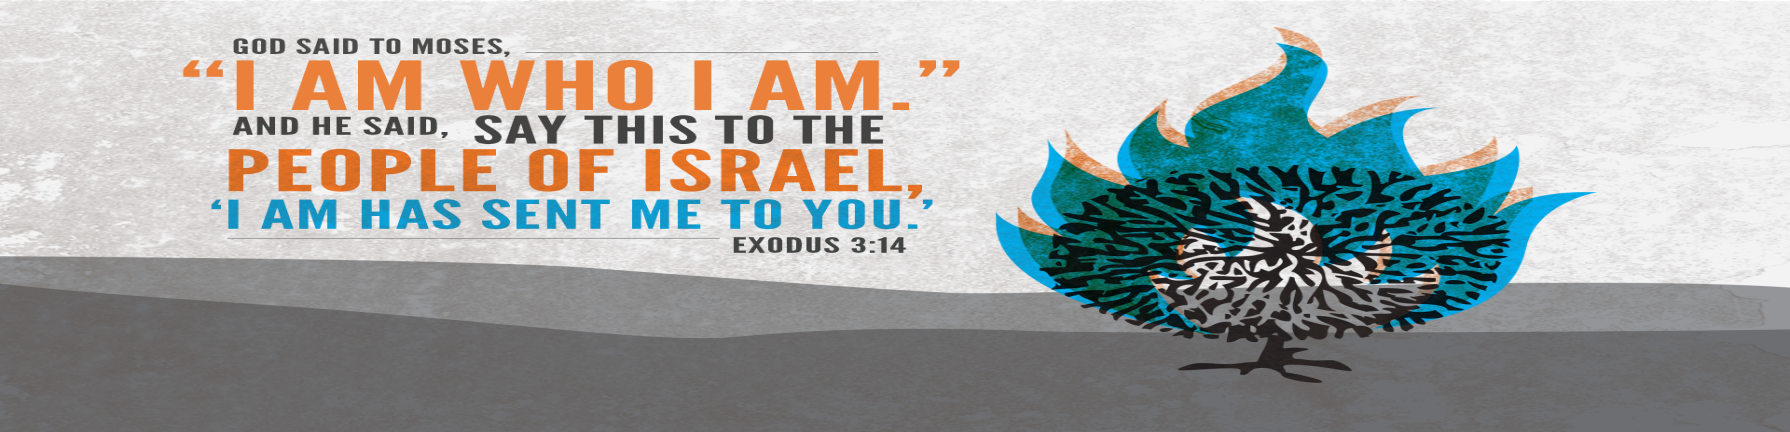 GOD SAID TO MOSES,
“I AM WHO I AM.”
AND HE SAID, SAY THIS TO THE
PEOPLE OF ISRAEL,
‘I AM HAS SENT ME TO YOU.’
EXODUS 3:14